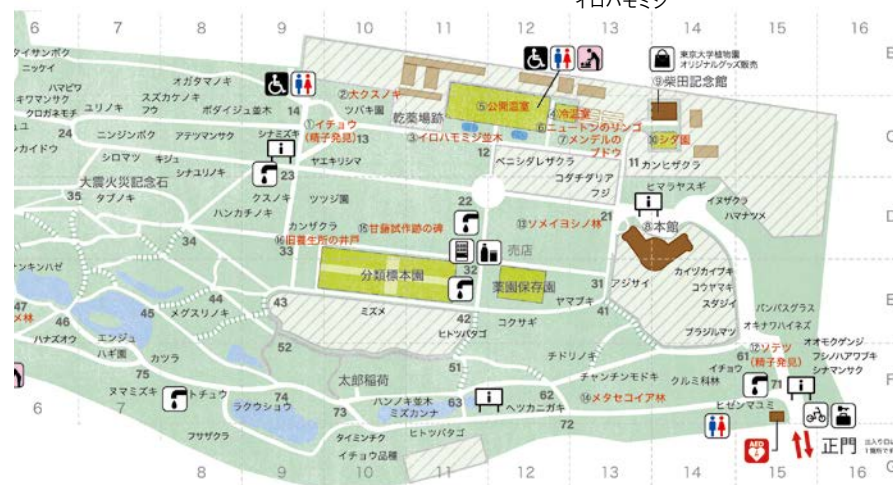 イロハモミジ
6 7 8 9 10 11 12 13 14 15 16
タイサンボク
ニッケイ
オガタマノキ
②大クスノキ
ツバキ園
乾薬場跡
⑤公開温室
④冷温室
東京大学植物園
オリジナルグッズ販売
⑨柴田記念館
ハマビワ
キワマンサク
クロガネモチ
ユリノキ
スズカケノキ
フウ
ボダイジュ並木
14
①イチョウ
(精子発見)
13
③イロハモミジ並木
⑥ニュートンのリンゴ
⑦メンデルの
ブドウ
⑩シダ園
C
24
ニンジンボク
アテツマンサク
シナミズキ
12
11
カンヒザクラ
シロマツ
キジュ
ヤエキリシマ
ベニシダレザクラ
シナユリノキ
23
コダチダリア
フジ
ヒマラヤスギ
大震火災記念石
タブノキ
35
クスノキ
ツツジ園
22
イヌザクラ
ハマナツメ
ハンカチノキ
カンザクラ
⑮甘藷試作跡の碑
⑬ソメイヨシノ林
21
⑧本館
34
⑯旧養生所の井戸
33
32
売店
ナンキンハゼ
分類標本園
薬園保存園
31
アジサイ
カイヅカイブキ
コウヤマキ
スダジイ
47
メ林
46
45
44
メグスリノキ
43
ミズメ
42
ヒトツバタゴ
コクサギ
ヤマブキ
41
ブラジルマツ
パンパスグラス
オキナワハイネズ
ハナズオウ
エンジュ
ハギ園
52
51
チドリノキ
61
⑫ソテツ
(精子発見)
オオモクゲンジ
フシノハアワブキ
シナマンサク
75
カツラ
太郎稲荷
チャンチンモドキ
クルミ科林
イチョウ
71
ヌマミズキ
トチュウ
ラクウショウ
74
73
ハンノキ並木
ミズカンナ
63
ヘツカニガキ
62
⑭メタセコイア林
ヒゼンマユミ
フサザクラ
タイミンチク
ヒトツバタゴ
72
イチョウ品種
AED
正門
6 7 8 9 10 11 12 13 14 15 16